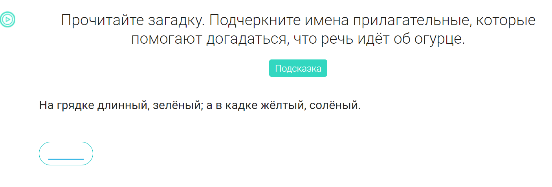 Прочитайте загадку. Подчеркните имена прилагательные, которые
помогают догадаться, что речь идёт об огурце.
Подсказка
На грядке длинный, зелёный; а в кадке жёлтый, солёный.